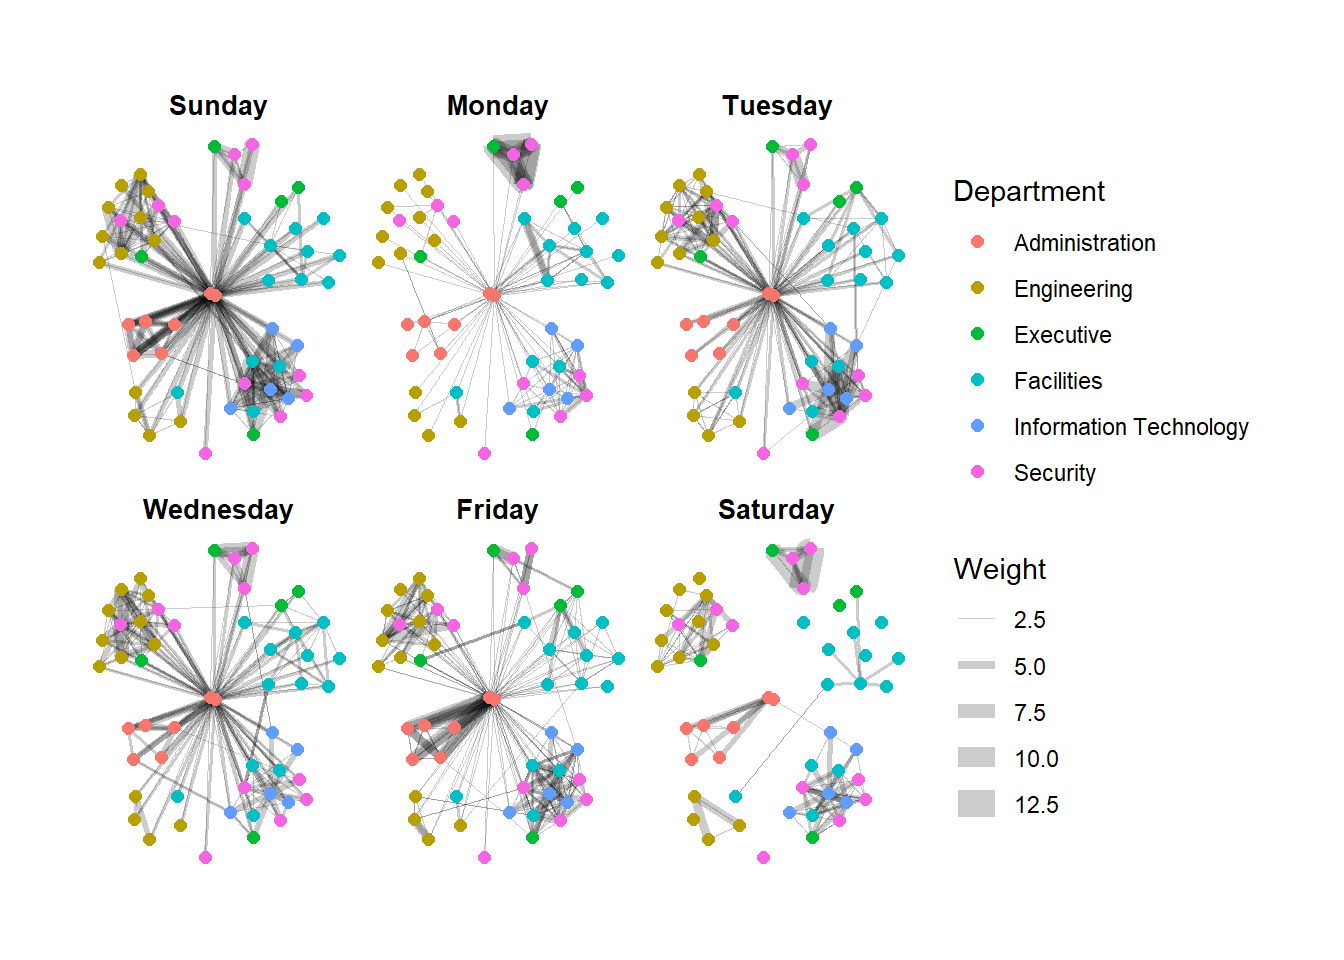 Sunday
Monday
Tuesday
Wednesday
Friday
Saturday
Department
Administration
Engineering
Executive
Facilities
Information Technology
Security
Weight
2.5
5.0
7.5
10.0
12.5